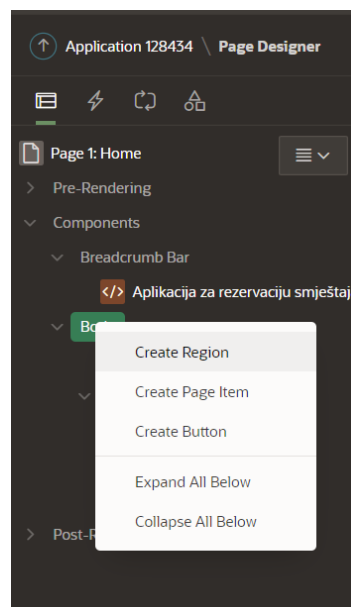 Application 128434 \ Page Designer
Page 1: Home
Pre-Rendering
Components
Breadcrumb Bar
</> Aplikacija za rezervaciju smještaj
Create Region
Create Page Item
Create Button
Expand All Below
Collapse All Below